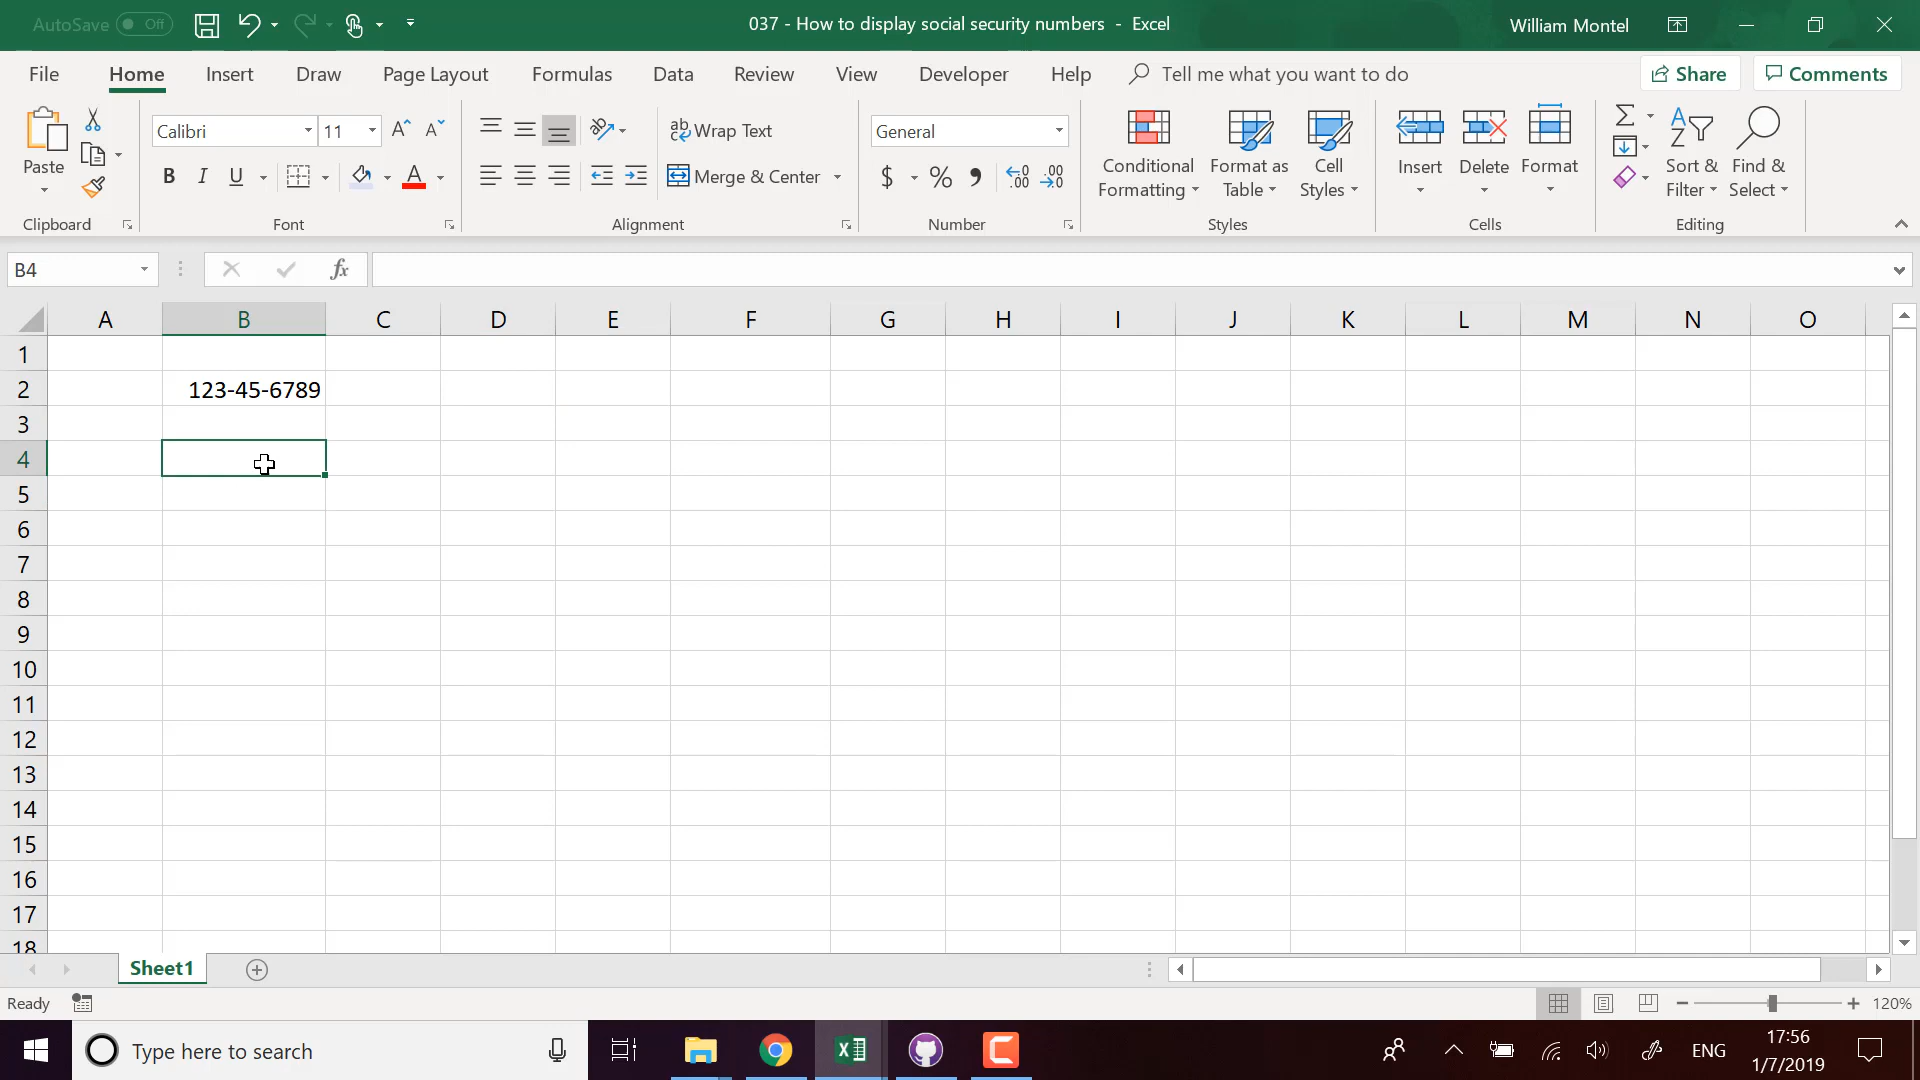 AutoSave Off
037 - How to display social security numbers - Excel
William Montel
File Home Insert Draw Page Layout Formulas Data Review View Developer Help Tell me what you want to do Share Comments
Paste
Clipboard
Calibri 11
B I U A
Font
Wrap Text
Merge & Center
Alignment
General
$ % , .00 .00
Number
Conditional Formatting
Format as Table
Cell Styles
Styles
Insert Delete Format
Cells
Sort & Filter
Find & Select
Editing
B4 fx
A B C D E F G H I J K L M N O
1
2 123-45-6789
3
4
5
6
7
8
9
10
11
12
13
14
15
16
17
18
Sheet1
Ready 120%
Type here to search ENG 17:56
1/7/2019